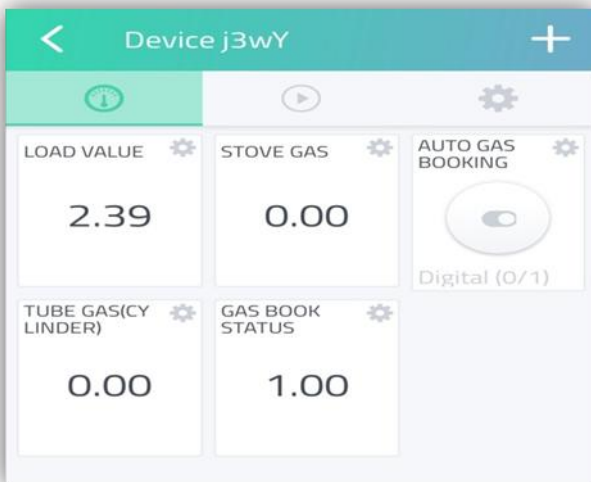 Device j3wY
LOAD VALUE
2.39
STOVE GAS
0.00
AUTO GAS
BOOKING
Digital (0/1)
TUBE GAS(CY
LINDER)
0.00
GAS BOOK
STATUS
1.00